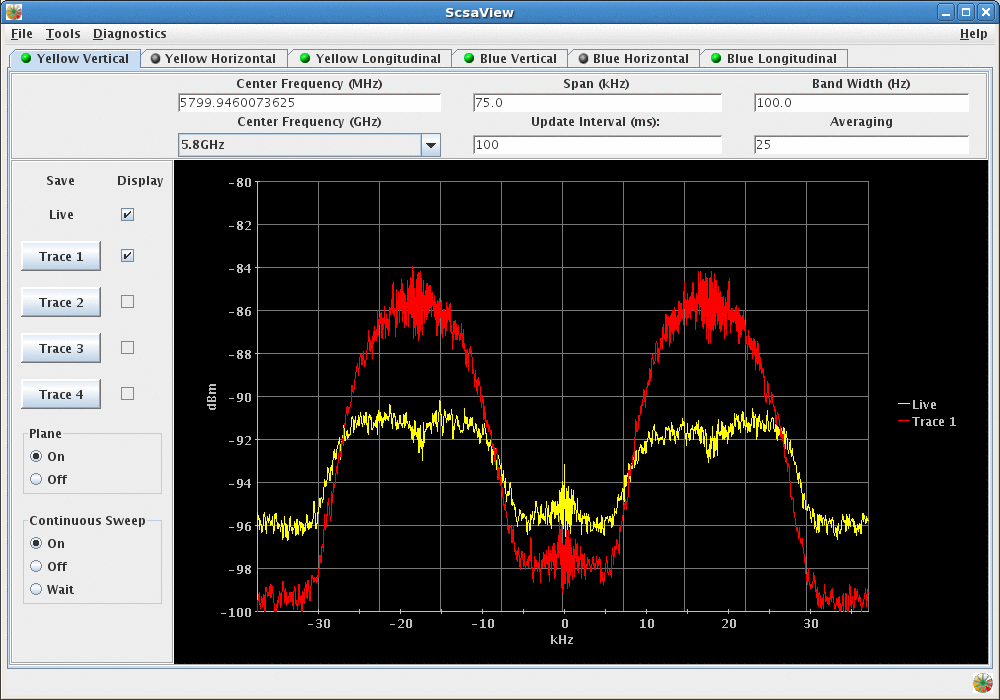 ScsaView
File Tools Diagnostics Help
Yellow Vertical Yellow Horizontal Yellow Longitudinal Blue Vertical Blue Horizontal Blue Longitudinal
Center Frequency (MHz) Span (kHz) Band Width (Hz)
5799.9460073625 75.0 100.0
Center Frequency (GHz) Update Interval (ms): Averaging
5.8GHz 100 25
Save Display
Live
Trace 1
Trace 2
Trace 3
Trace 4
Plane
On
Off
Continuous Sweep
On
Off
Wait
-80
-82
-84
-86
-88
-90
-92
-94
-96
-98
-100
dBm
-30 -20 -10 0 10 20 30
kHz
Live
Trace 1